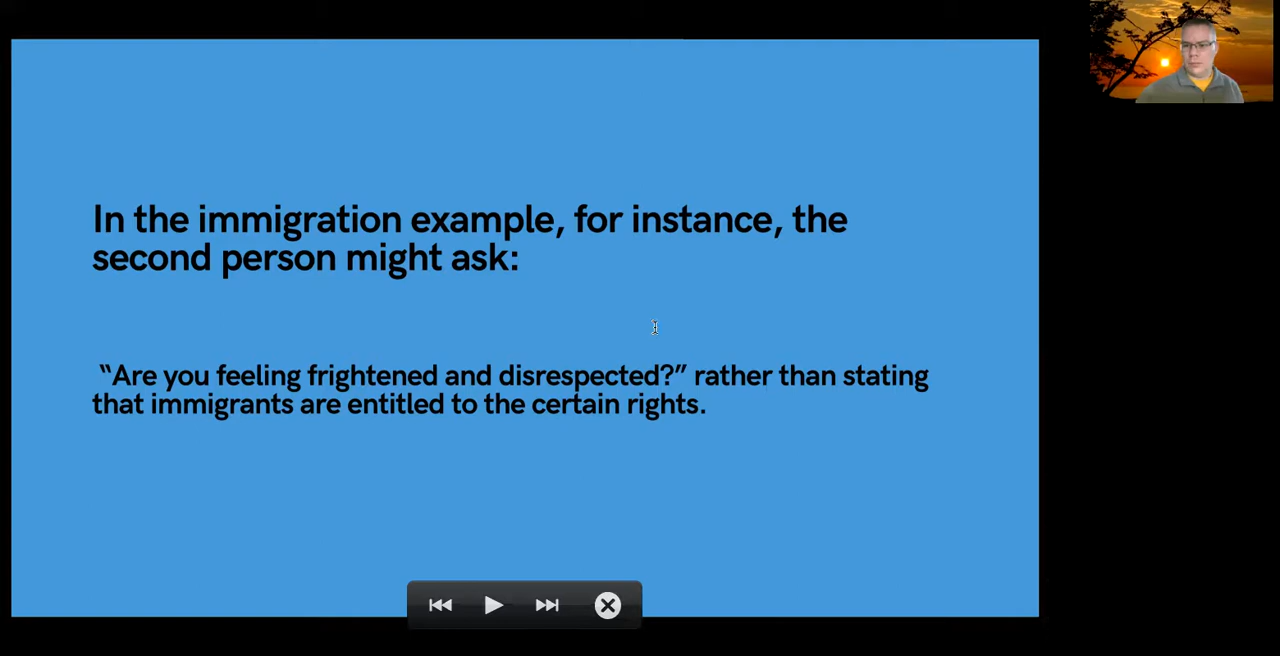 In the immigration example, for instance, the
second person might ask:
“Are you feeling frightened and disrespected?” rather than stating
that immigrants are entitled to the certain rights.